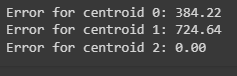 Error for centroid 0: 384.22
Error for centroid 1: 724.64
Error for centroid 2: 0.00